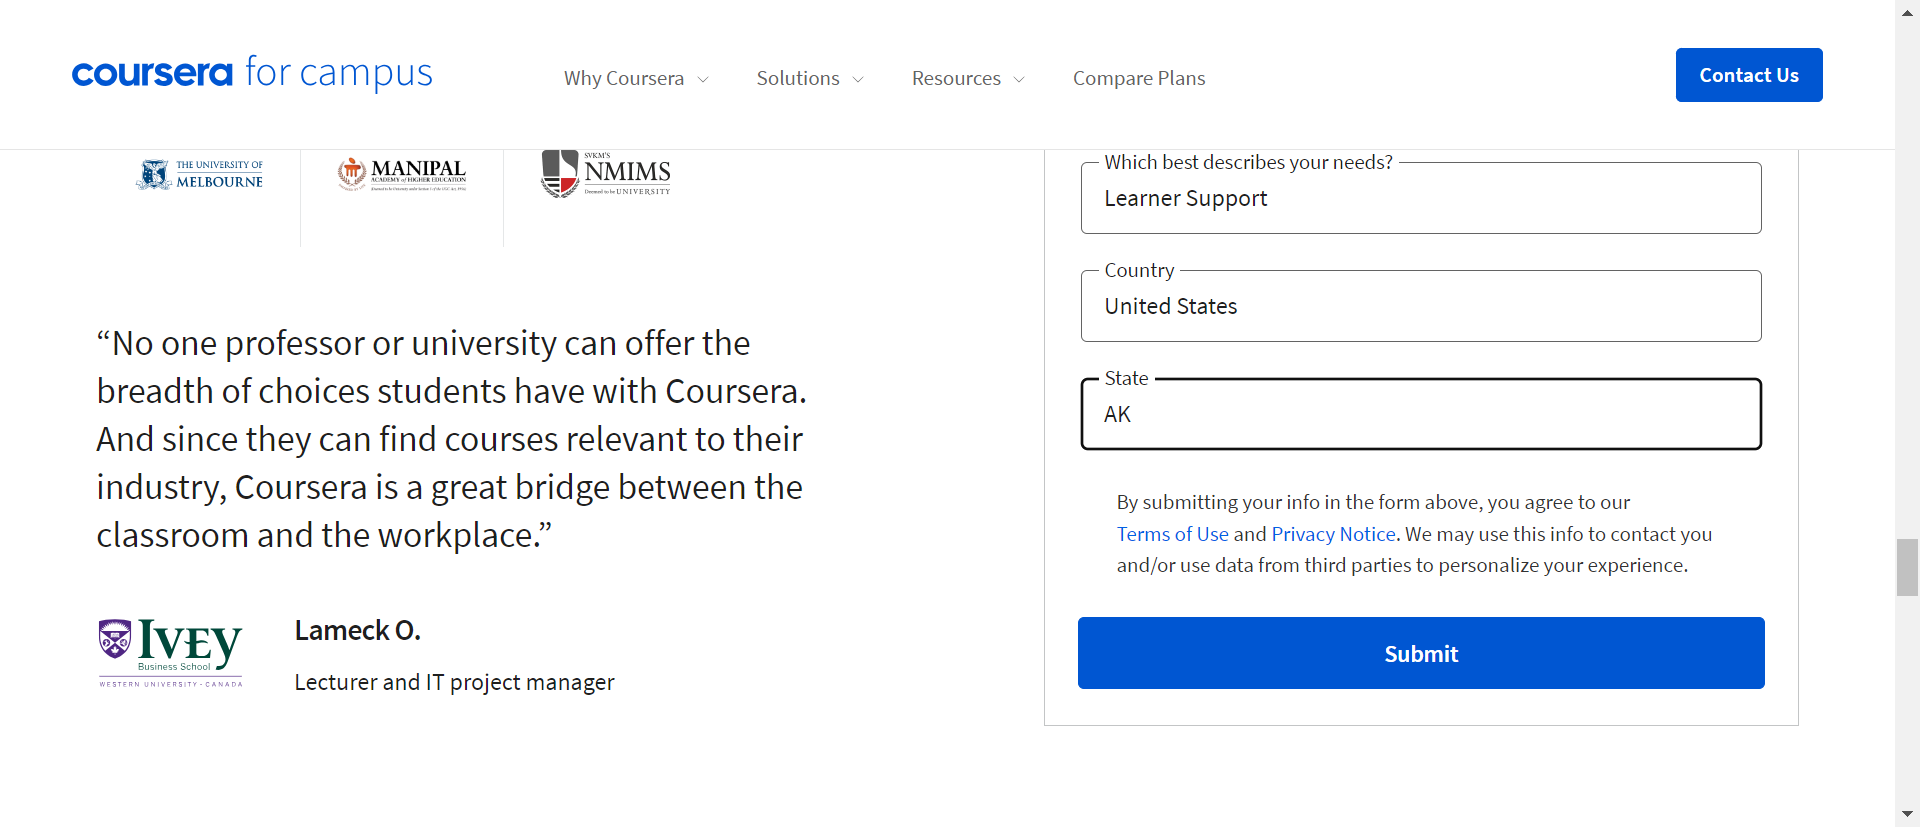 coursera for campus
Why Coursera
Solutions
Resources
Compare Plans
Contact Us
THE UNIVERSITY OF
MELBOURNE
MANIPAL
ACADEMY of HIGHER EDUCATION
SVKM'S
NMIMS
Deemed to be UNIVERSITY
“No one professor or university can offer the
breadth of choices students have with Coursera.
And since they can find courses relevant to their
industry, Coursera is a great bridge between the
classroom and the workplace.”
IVEY
Business School
WESTERN UNIVERSITY · CANADA
Lameck O.
Lecturer and IT project manager
Which best describes your needs?
Learner Support
Country
United States
State
AK
By submitting your info in the form above, you agree to our
Terms of Use and Privacy Notice. We may use this info to contact you
and/or use data from third parties to personalize your experience.
Submit